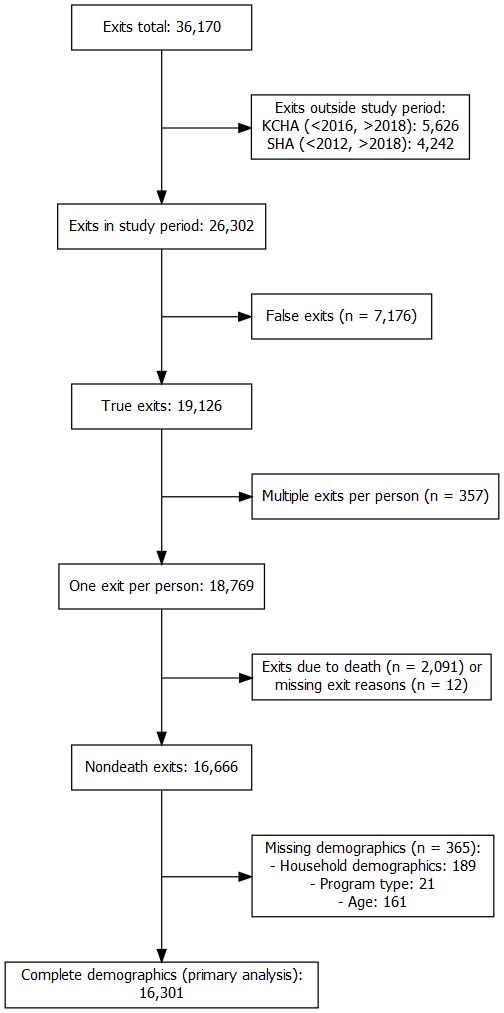 Exits total: 36,170
Exits outside study period:
KCHA (<2016, >2018): 5,626
SHA (<2012, >2018): 4,242
Exits in study period: 26,302
False exits (n = 7,176)
True exits: 19,126
Multiple exits per person (n = 357)
One exit per person: 18,769
Exits due to death (n = 2,091) or
missing exit reasons (n = 12)
Nondeath exits: 16,666
Missing demographics (n = 365):
- Household demographics: 189
- Program type: 21
- Age: 161
Complete demographics (primary analysis):
16,301